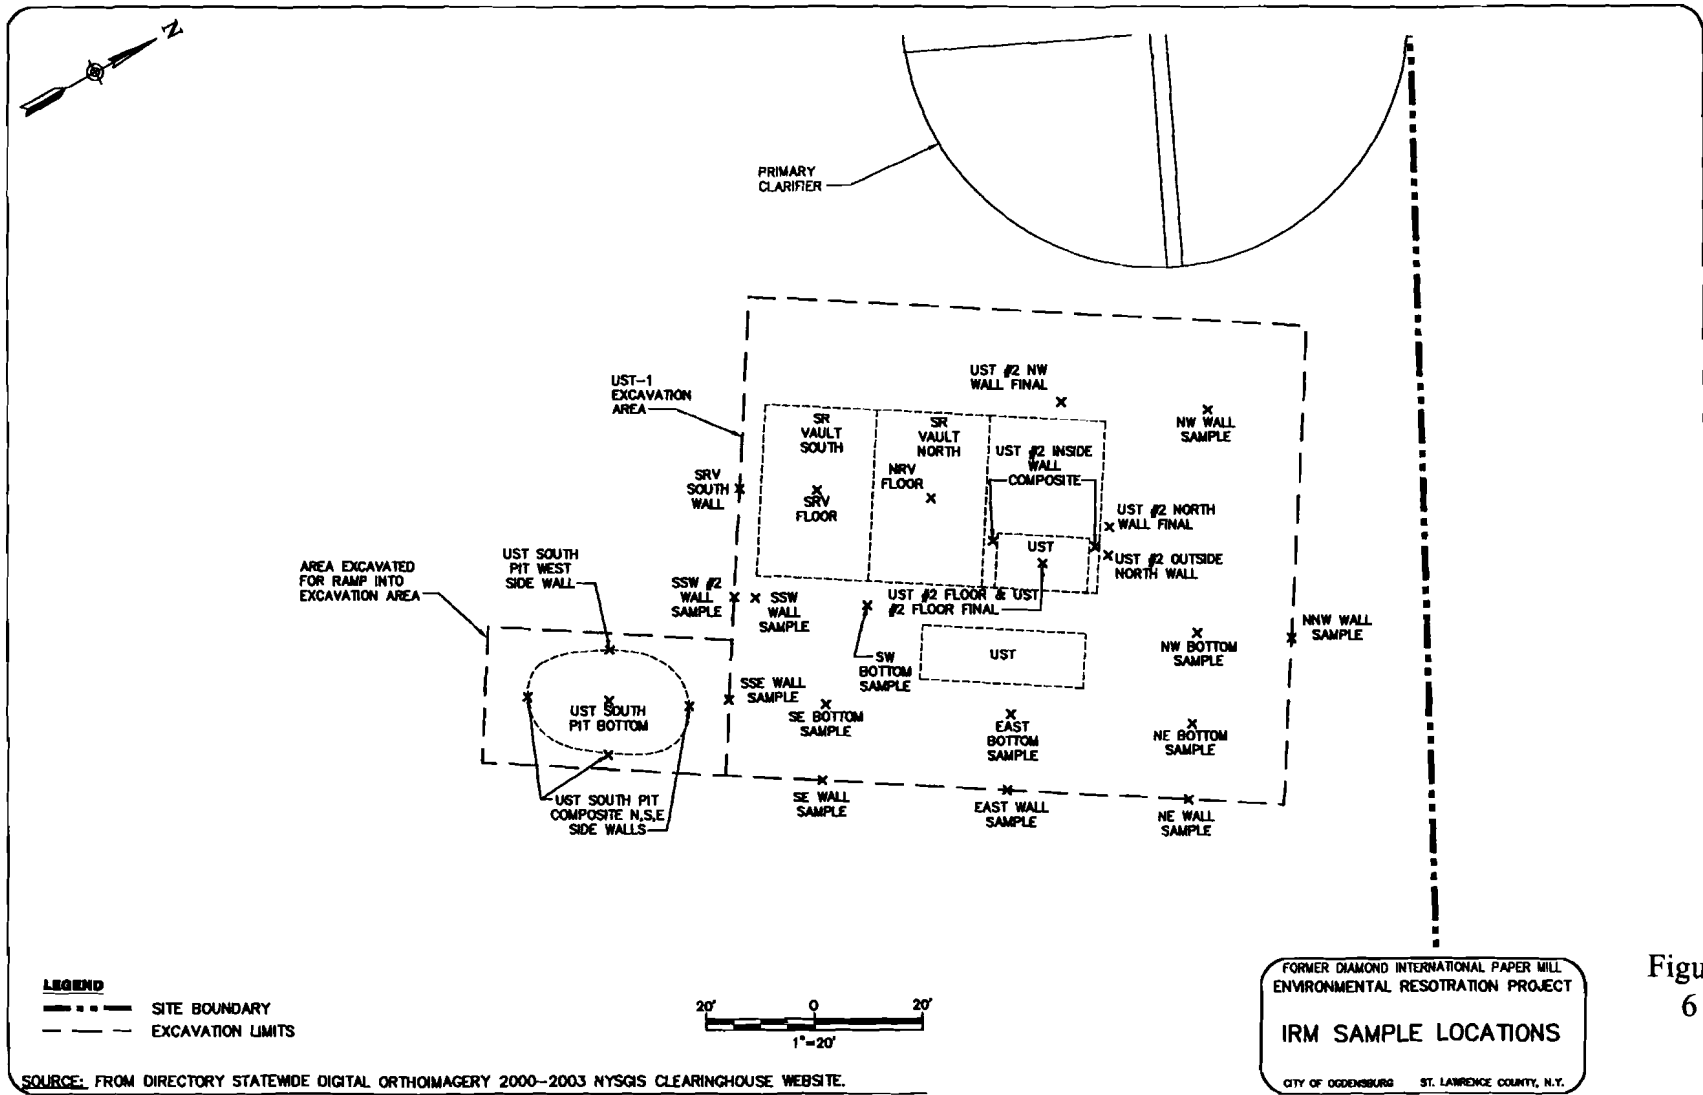 N
PRIMARY
CLARIFIER
UST-1
EXCAVATION
AREA
UST #2 NW
WALL FINAL
NW WALL
SAMPLE
SR
VAULT
SOUTH
SR
VAULT
NORTH
UST #2 INSIDE
WALL
COMPOSITE
SRV
SOUTH
WALL
SRV
FLOOR
NRV
FLOOR
UST #2 NORTH
WALL FINAL
UST
UST #2 OUTSIDE
NORTH WALL
AREA EXCAVATED
FOR RAMP INTO
EXCAVATION AREA
UST SOUTH
PIT WEST
SIDE WALL
SSW #2
WALL
SAMPLE
SSW
WALL
SAMPLE
UST #2 FLOOR & UST
#2 FLOOR FINAL
NNW WALL
SAMPLE
SW
BOTTOM
SAMPLE
UST
NW BOTTOM
SAMPLE
SSE WALL
SAMPLE
UST SOUTH
PIT BOTTOM
SE BOTTOM
SAMPLE
EAST
BOTTOM
SAMPLE
NE BOTTOM
SAMPLE
UST SOUTH PIT
COMPOSITE N,S,E
SIDE WALLS
SE WALL
SAMPLE
EAST WALL
SAMPLE
NE WALL
SAMPLE
LEGEND
SITE BOUNDARY
EXCAVATION LIMITS
20' 0 20'
1"=20'
FORMER DIAMOND INTERNATIONAL PAPER MILL
ENVIRONMENTAL RESOTRATION PROJECT
IRM SAMPLE LOCATIONS
CITY OF OGDENSBURG ST. LAWRENCE COUNTY, N.Y.
Figu
6
SOURCE: FROM DIRECTORY STATEWIDE DIGITAL ORTHOIMAGERY 2000-2003 NYSGIS CLEARINGHOUSE WEBSITE.